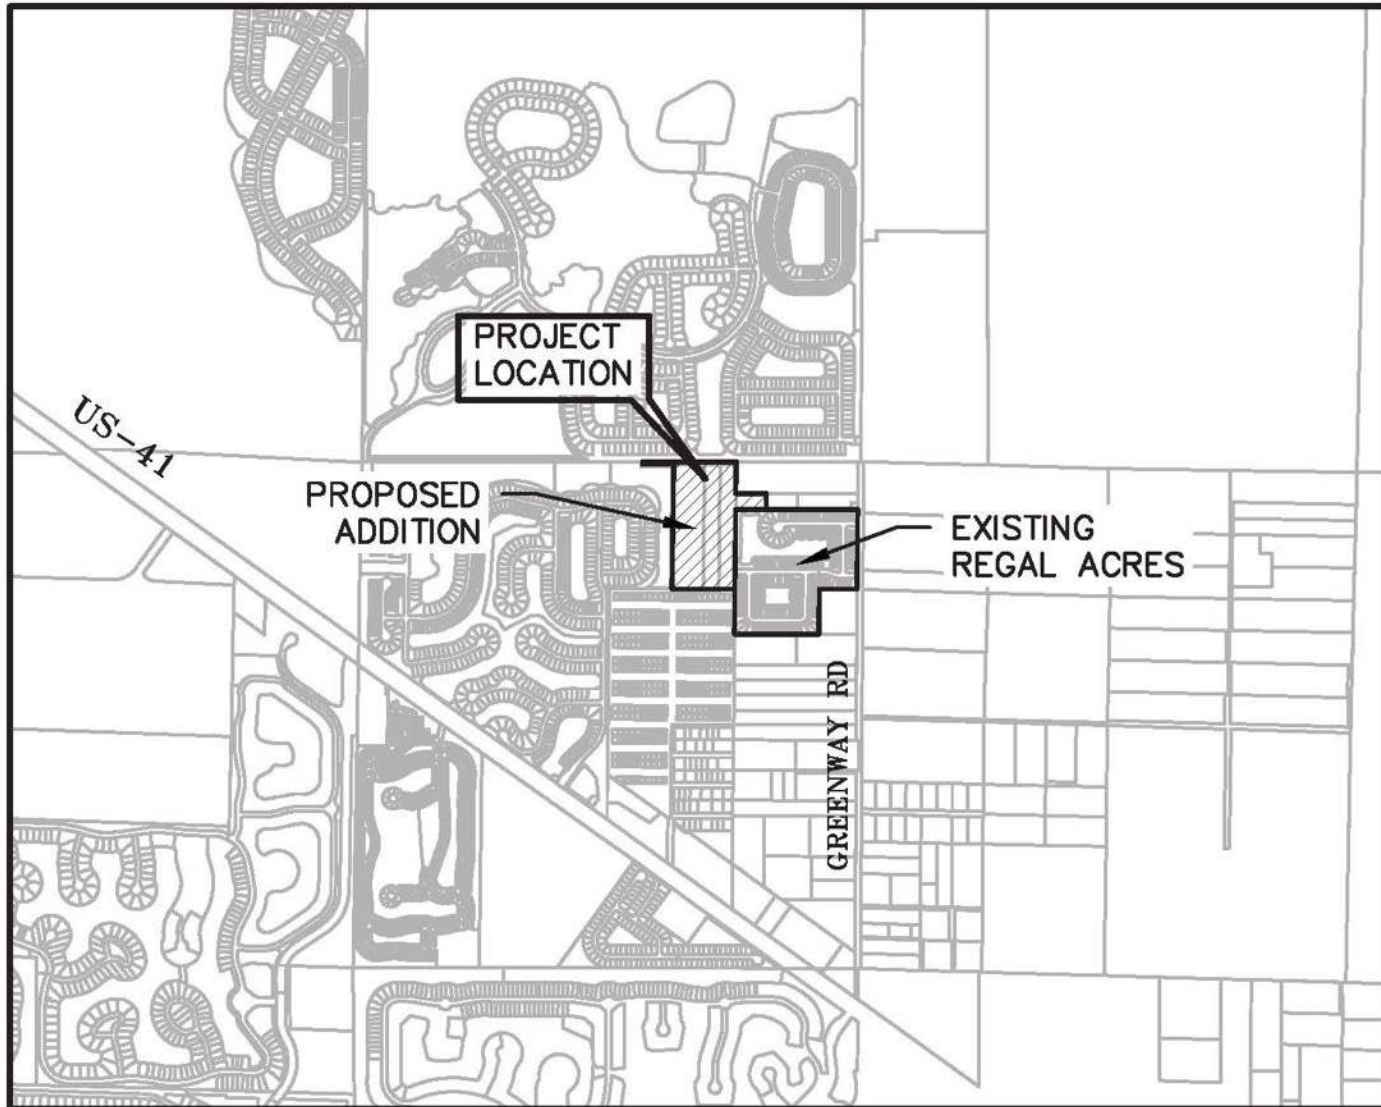 PROJECT
LOCATION
US-41
PROPOSED
ADDITION
EXISTING
REGAL ACRES
GREENWAY RD